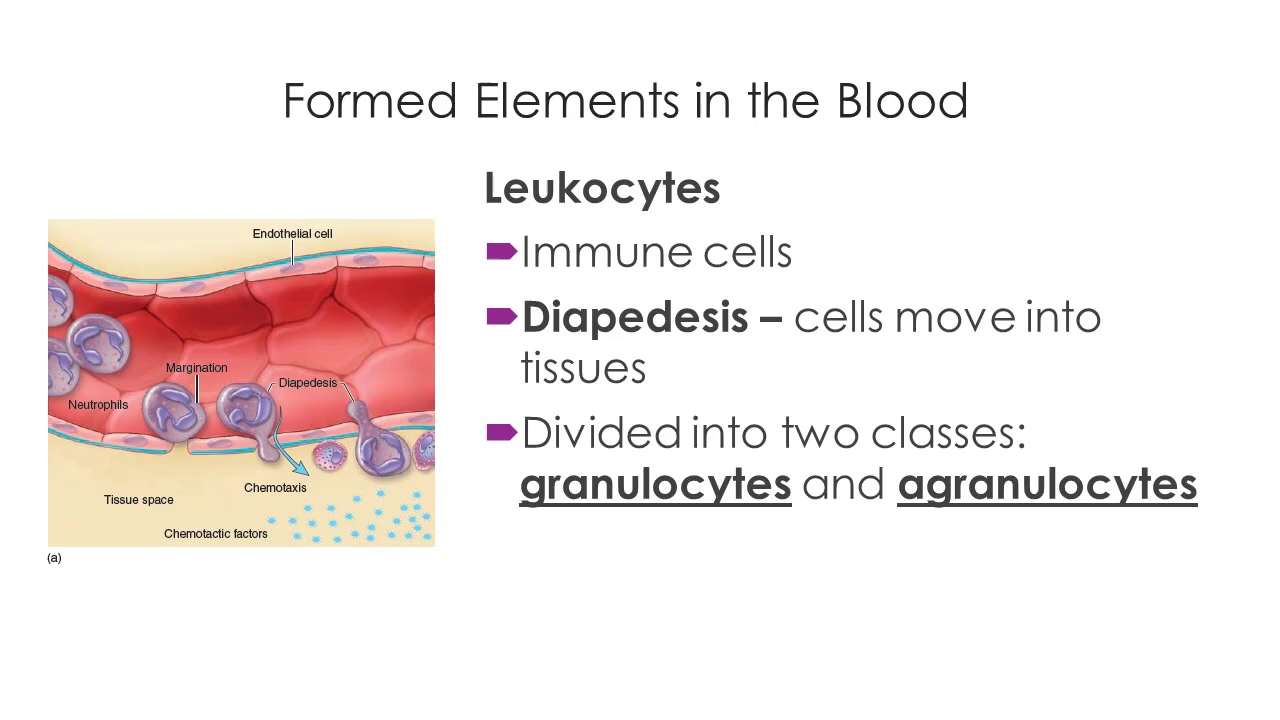 Formed Elements in the Blood
Endothelial cell
Margination
Diapedesis
Neutrophils
Chemotaxis
Tissue space
Chemotactic factors
(a)
Leukocytes
Immune cells
Diapedesis – cells move into
tissues
Divided into two classes:
granulocytes and agranulocytes